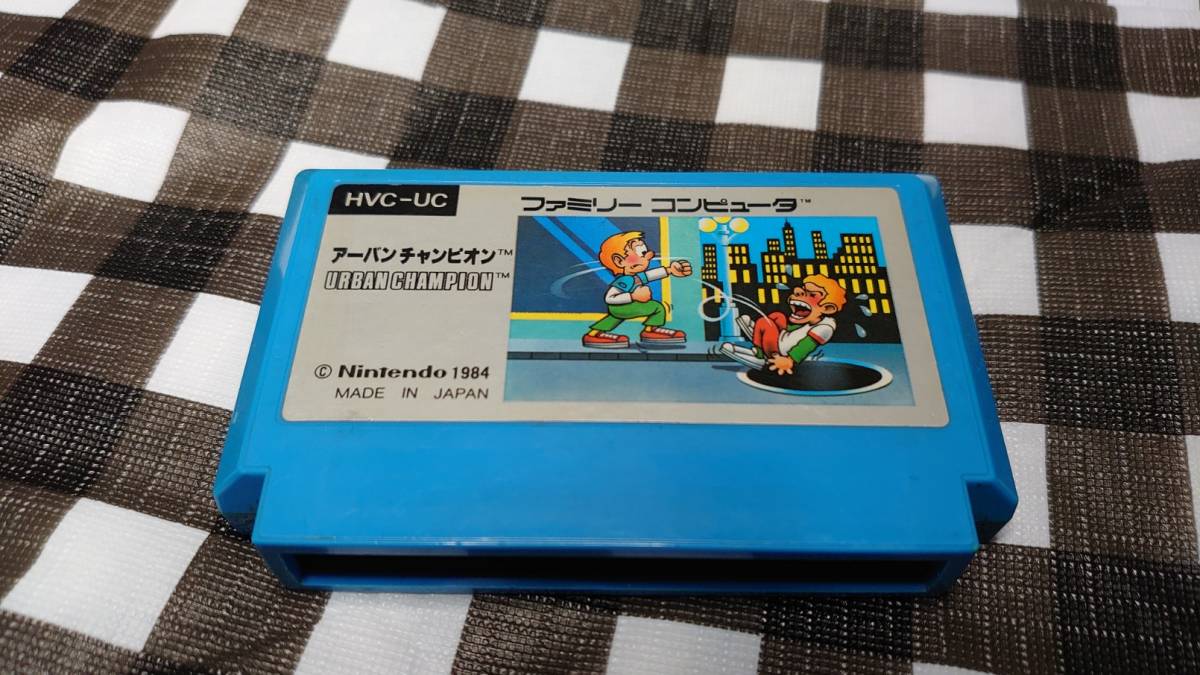 HVC-UC
ファミリー コンピュータ™
アーバンチャンピオン™
URBAN CHAMPION™
© Nintendo 1984
MADE IN JAPAN